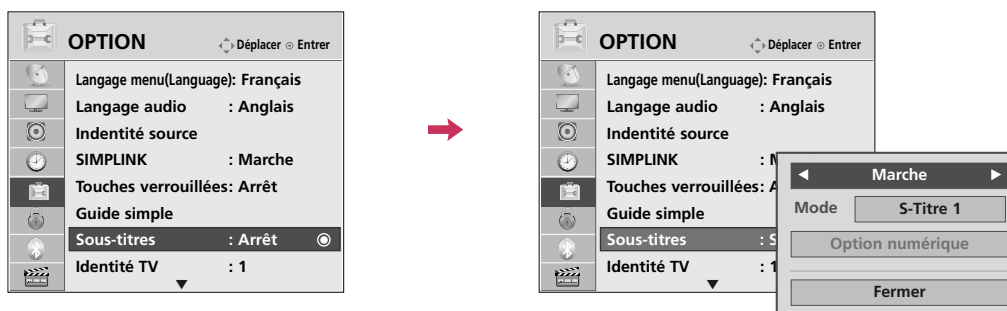 OPTION
Déplacer Entrer
Langage menu(Language): Français
Langage audio : Anglais
Indentité source
SIMPLINK : Marche
Touches verrouillées: Arrêt
Guide simple
Sous-titres : Arrêt
Identité TV : 1
OPTION
Déplacer Entrer
Langage menu(Language): Français
Langage audio : Anglais
Indentité source
SIMPLINK :
Touches verrouillées:
Guide simple
Sous-titres : S
Identité TV : 1
Marche
Mode S-Titre 1
Option numérique
Fermer